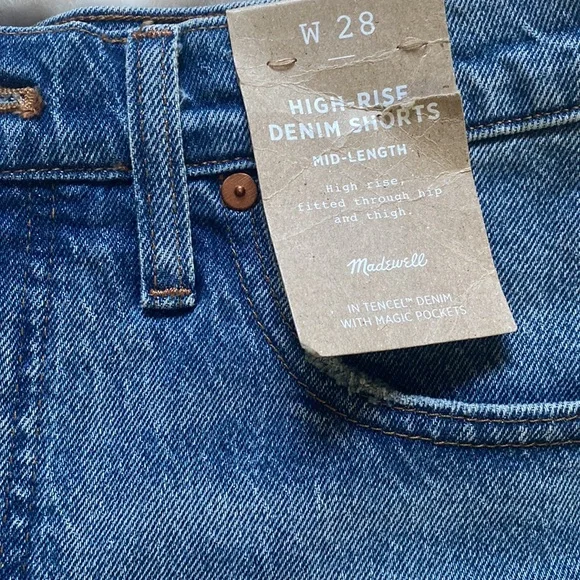 W 28
HIGH-RISE
DENIM SHORTS
MID-LENGTH
High rise,
fitted through hip
and thigh.
Madewell
IN TENCEL™ DENIM
WITH MAGIC POCKETS